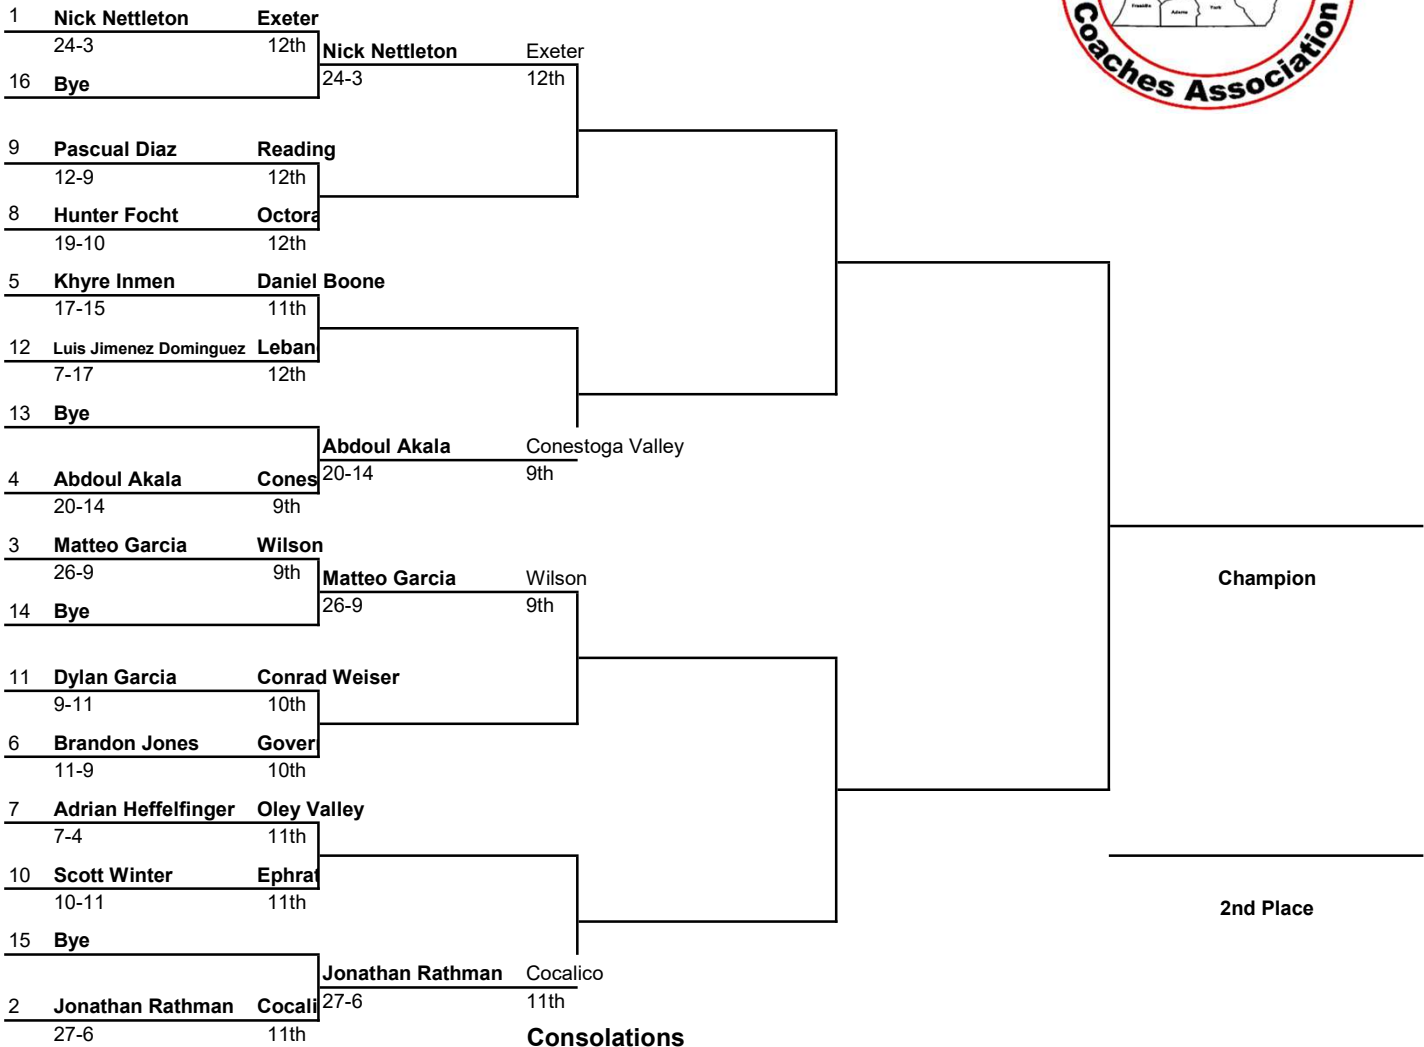 Coaches Association
1 Nick Nettleton Exeter
24-3 12th
16 Bye
Nick Nettleton Exeter
24-3 12th
9 Pascual Diaz Reading
12-9 12th
8 Hunter Focht Octora
19-10 12th
5 Khyre Inmen Daniel Boone
17-15 11th
12 Luis Jimenez Dominguez Leban
7-17 12th
13 Bye
Abdoul Akala Conestoga Valley
20-14 9th
4 Abdoul Akala Cones
20-14 9th
3 Matteo Garcia Wilson
26-9 9th
14 Bye
Matteo Garcia Wilson
26-9 9th
11 Dylan Garcia Conrad Weiser
9-11 10th
6 Brandon Jones Gover
11-9 10th
7 Adrian Heffelfinger Oley Valley
7-4 11th
10 Scott Winter Ephrat
10-11 11th
15 Bye
Jonathan Rathman Cocalico
27-6 11th
2 Jonathan Rathman Cocali
27-6 11th
Champion
2nd Place
Consolations